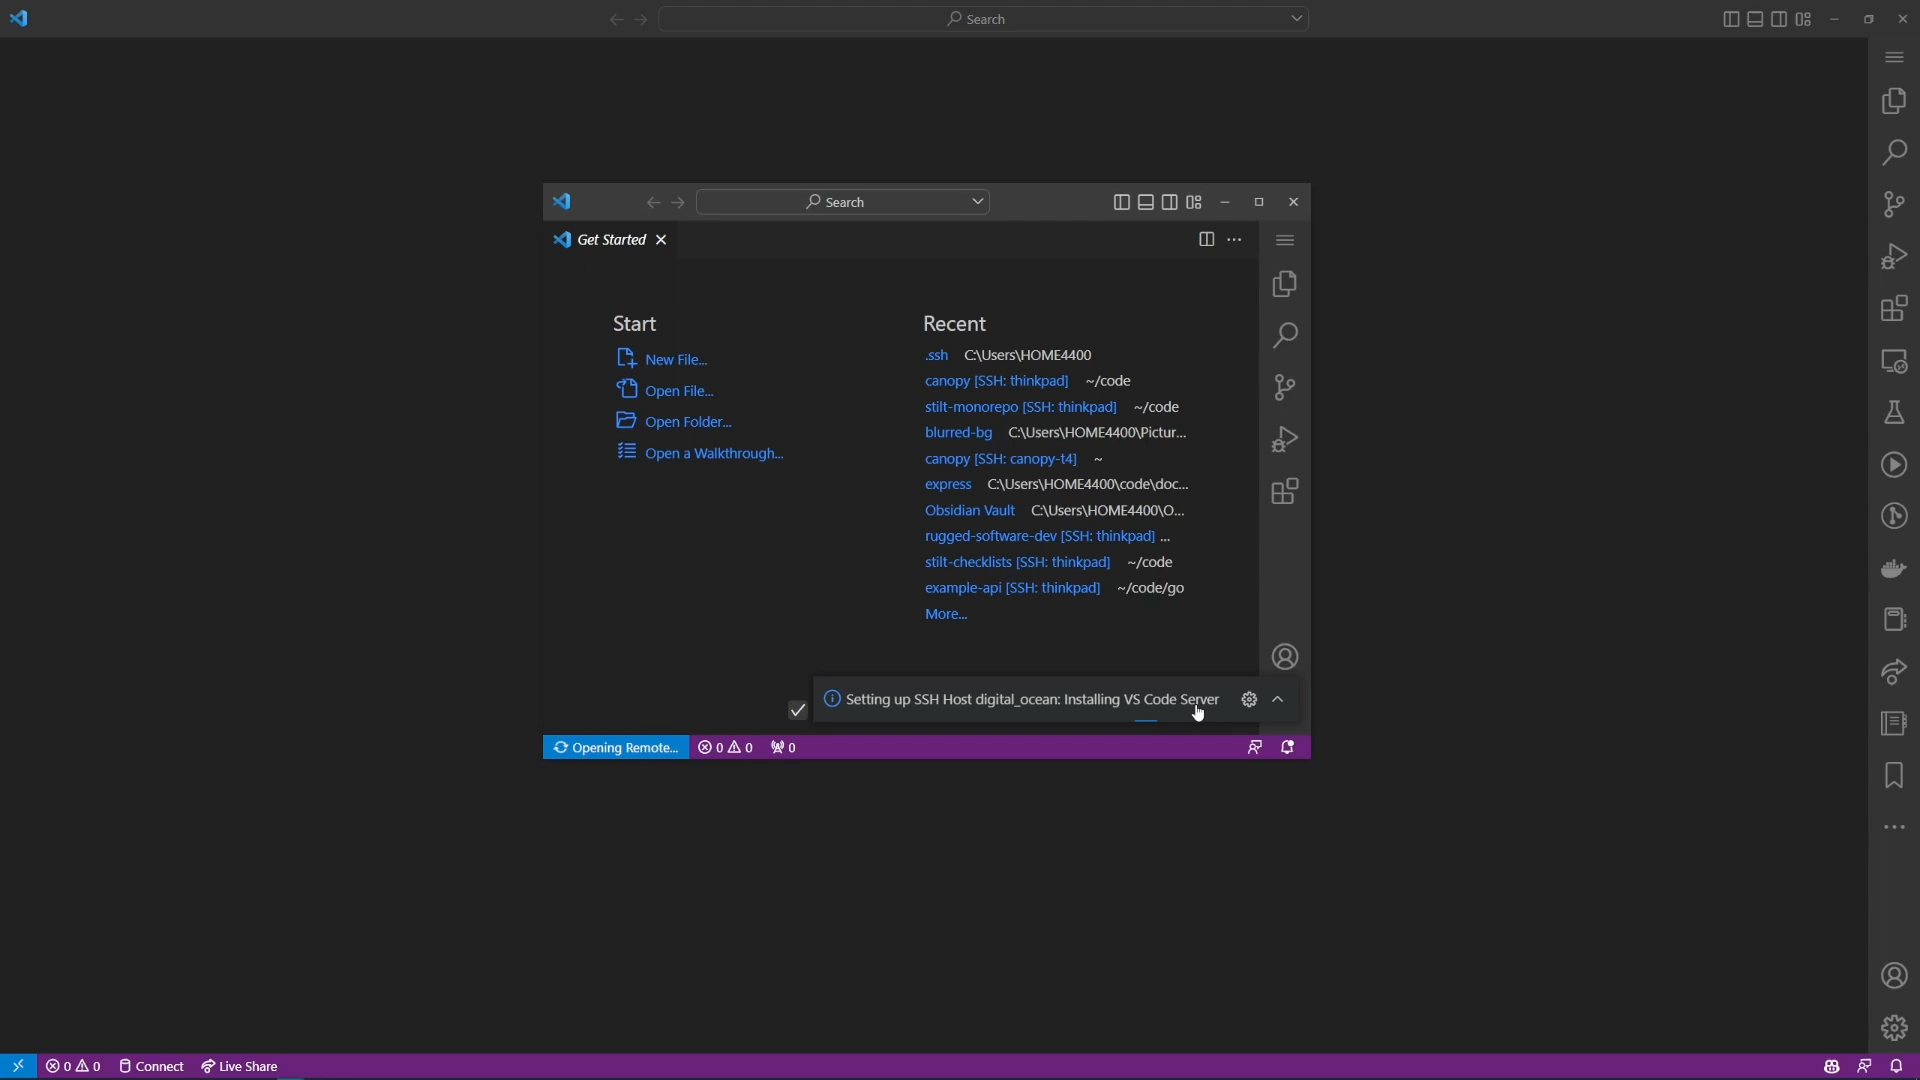 Search
Search
Get Started
Start
New File...
Open File...
Open Folder...
Open a Walkthrough...
Recent
.ssh C:\Users\HOME4400
canopy [SSH: thinkpad] ~/code
stilt-monorepo [SSH: thinkpad] ~/code
blurred-bg C:\Users\HOME4400\Pictur...
canopy [SSH: canopy-t4] ~
express C:\Users\HOME4400\code\doc...
Obsidian Vault C:\Users\HOME4400\O...
rugged-software-dev [SSH: thinkpad] ...
stilt-checklists [SSH: thinkpad] ~/code
example-api [SSH: thinkpad] ~/code/go
More...
Setting up SSH Host digital_ocean: Installing VS Code Server
Opening Remote... 0 0 0
0 0 Connect Live Share